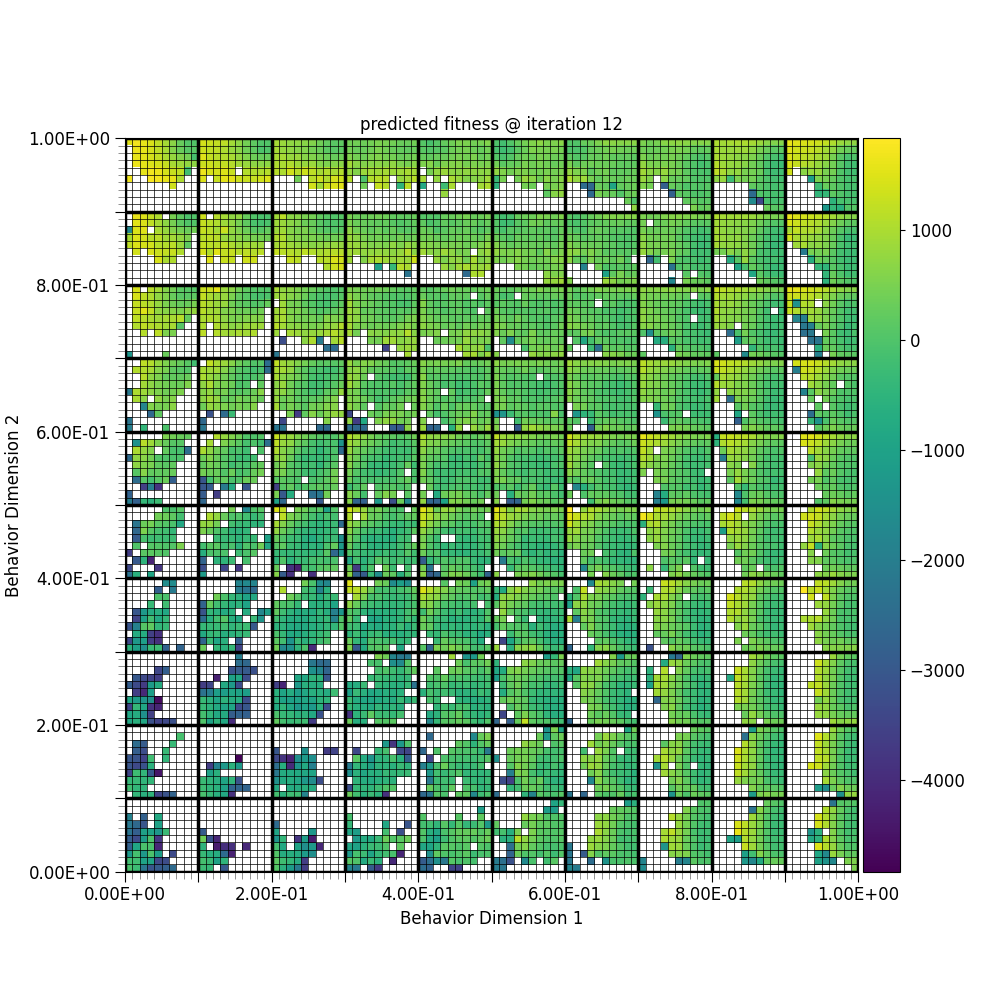 predicted fitness @ iteration 12
1.00E+00
8.00E-01
6.00E-01
4.00E-01
2.00E-01
0.00E+00
Behavior Dimension 2
0.00E+00 2.00E-01 4.00E-01 6.00E-01 8.00E-01 1.00E+00
Behavior Dimension 1
1000
0
−1000
−2000
−3000
−4000